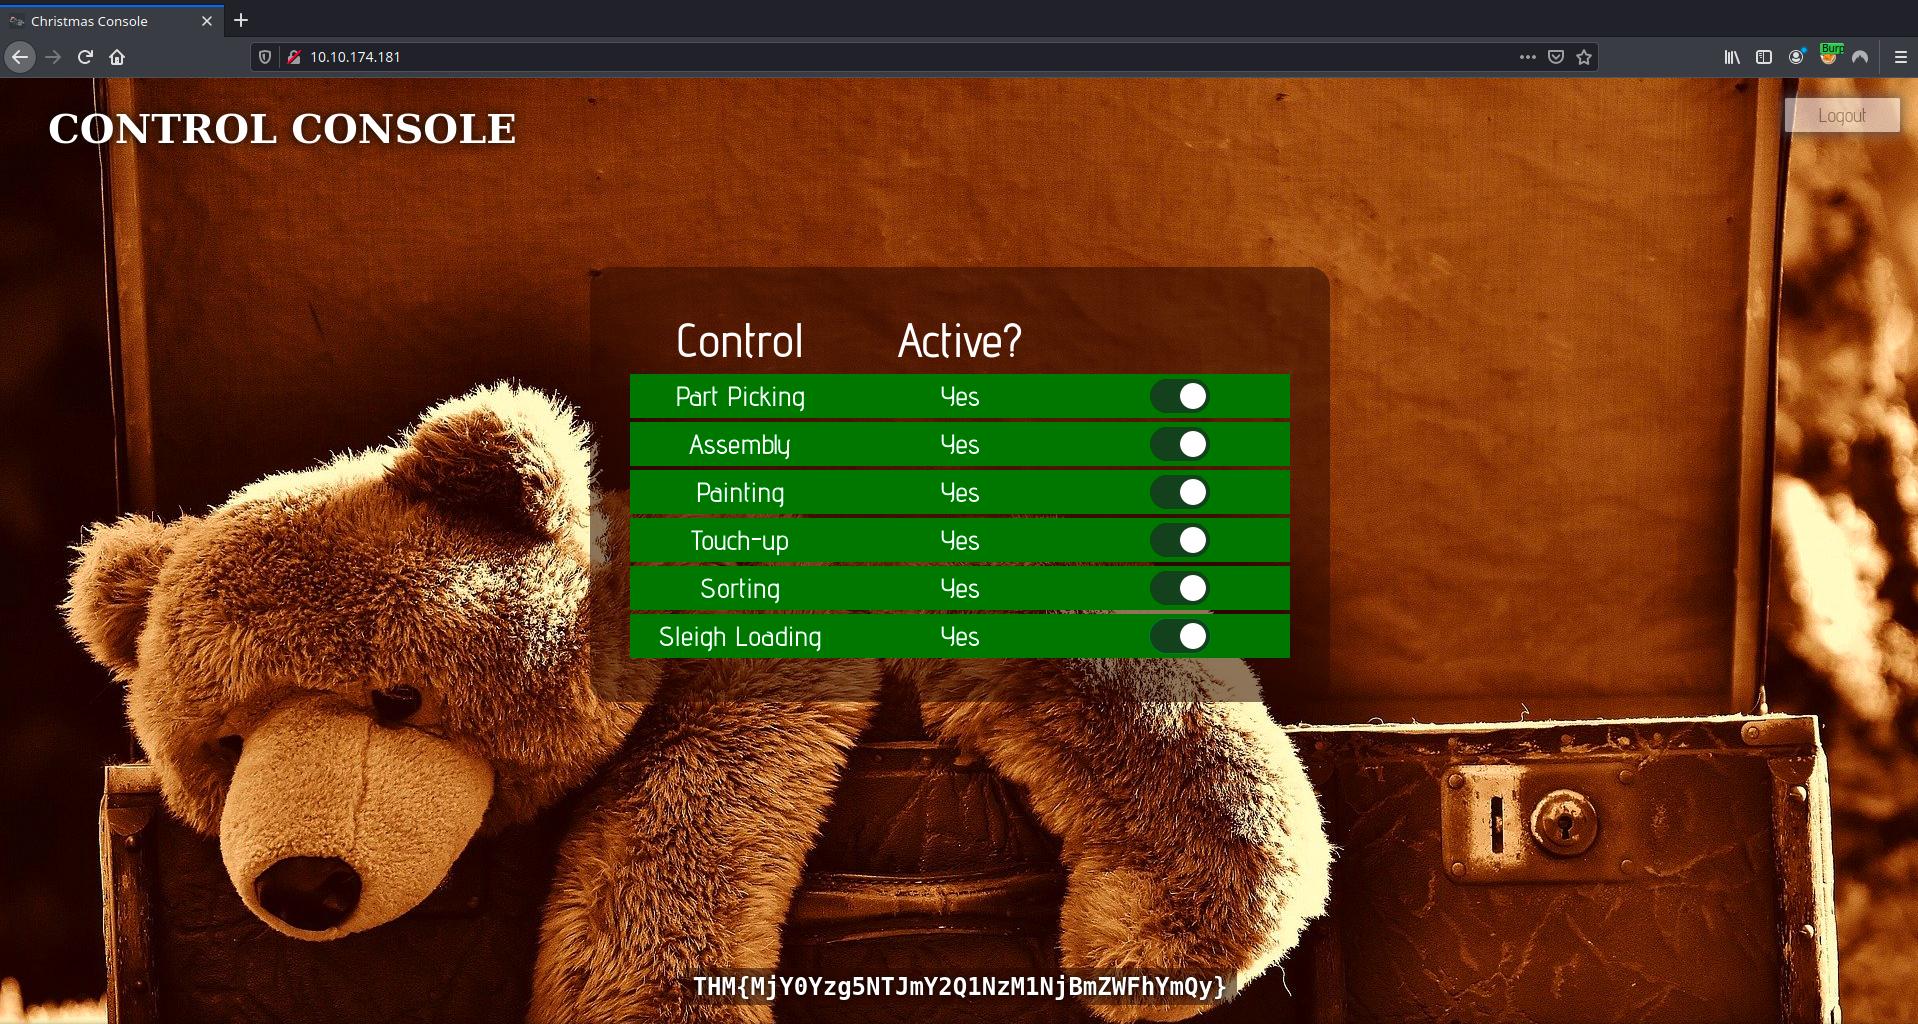 Christmas Console
10.10.174.181
Burp
CONTROL CONSOLE
Logout
Control Active?
Part Picking Yes
Assembly Yes
Painting Yes
Touch-up Yes
Sorting Yes
Sleigh Loading Yes
THM{MjY0Yzg5NTJmY2Q1NzM1NjBmZWFhYmQy}